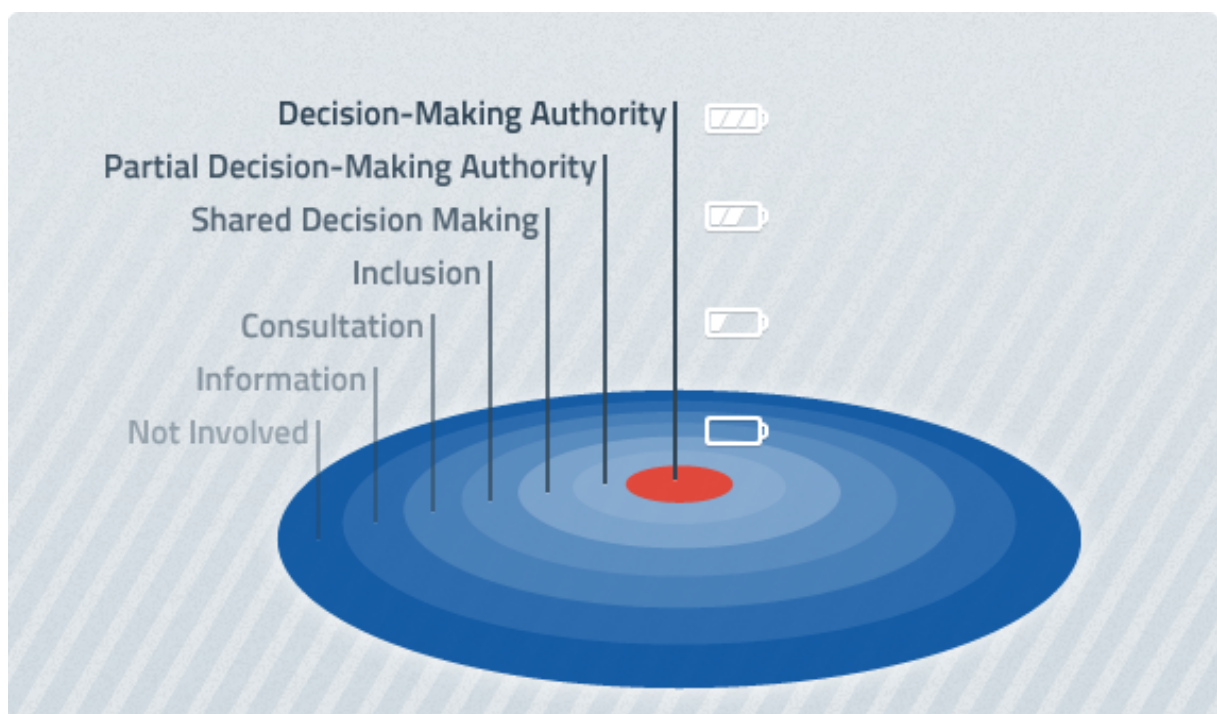 Decision-Making Authority
Partial Decision-Making Authority
Shared Decision Making
Inclusion
Consultation
Information
Not Involved